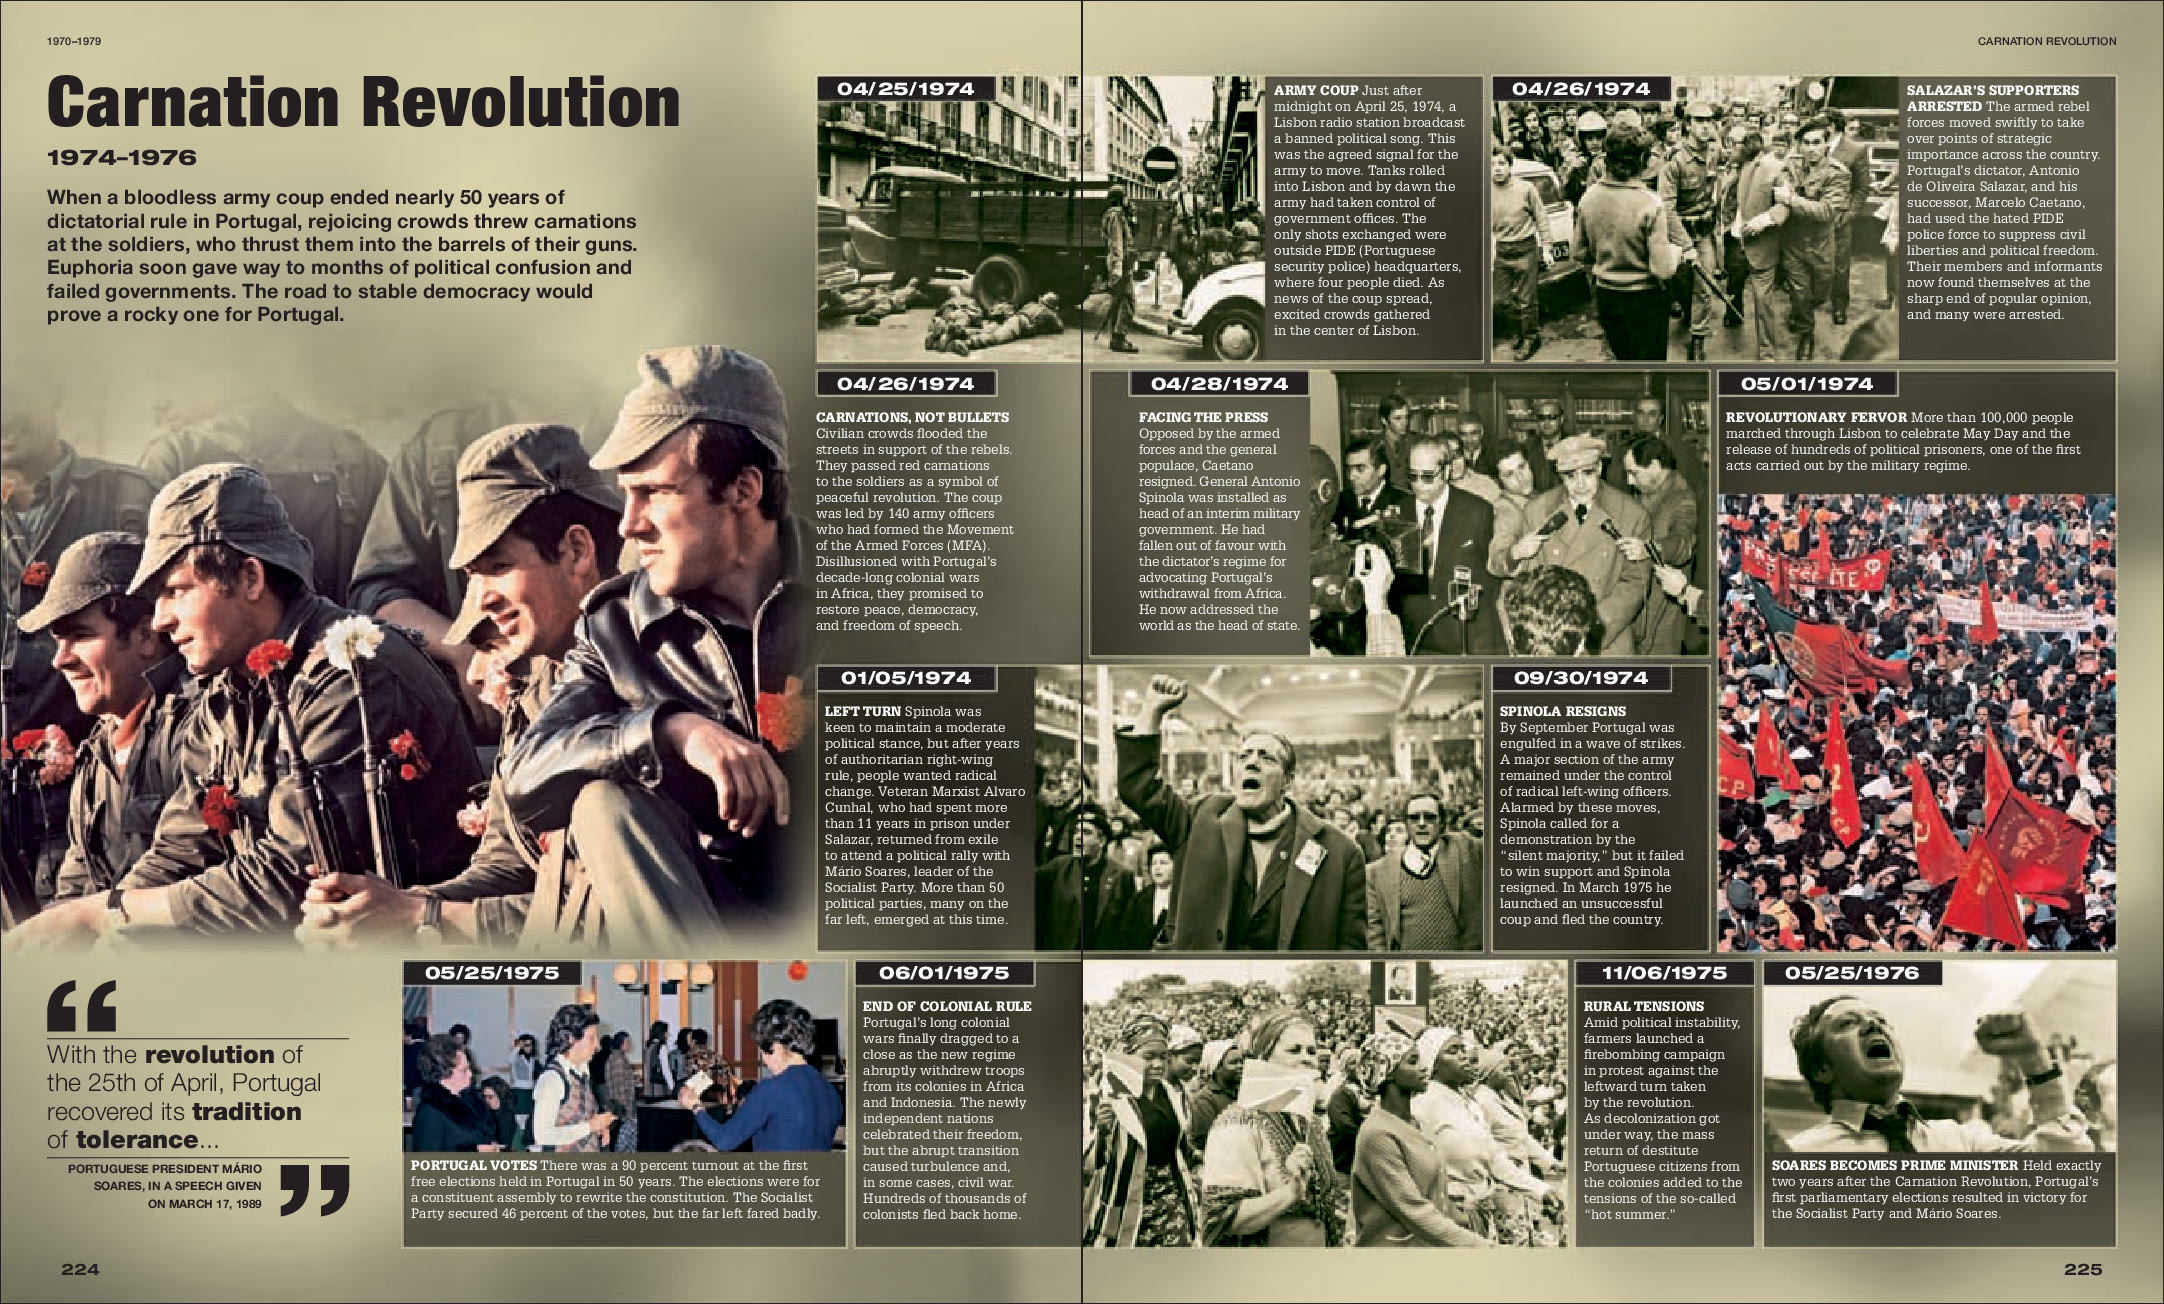 1970–1979
Carnation Revolution
1974–1976
When a bloodless army coup ended nearly 50 years of
dictatorial rule in Portugal, rejoicing crowds threw carnations
at the soldiers, who thrust them into the barrels of their guns.
Euphoria soon gave way to months of political confusion and
failed governments. The road to stable democracy would
prove a rocky one for Portugal.
CARNATION REVOLUTION
04/25/1974
ARMY COUP Just after
midnight on April 25, 1974, a
Lisbon radio station broadcast
a banned political song. This
was the agreed signal for the
army to move. Tanks rolled
into Lisbon and by dawn the
army had taken control of
government offices. The
only shots exchanged were
outside PIDE (Portuguese
security police) headquarters,
where four people died. As
news of the coup spread,
excited crowds gathered
in the center of Lisbon.
04/26/1974
SALAZAR'S SUPPORTERS
ARRESTED The armed rebel
forces moved swiftly to take
over points of strategic
importance across the country.
Portugal's dictator, Antonio
de Oliveira Salazar, and his
successor, Marcelo Caetano,
had used the hated PIDE
police force to suppress civil
liberties and political freedom.
Their members and informants
now found themselves at the
sharp end of popular opinion,
and many were arrested.
04/26/1974
CARNATIONS, NOT BULLETS
Civilian crowds flooded the
streets in support of the rebels.
They passed red carnations
to the soldiers as a symbol of
peaceful revolution. The coup
was led by 140 army officers
who had formed the Movement
of the Armed Forces (MFA).
Disillusioned with Portugal's
decade-long colonial wars
in Africa, they promised to
restore peace, democracy,
and freedom of speech.
04/28/1974
FACING THE PRESS
Opposed by the armed
forces and the general
populace, Caetano
resigned. General Antonio
Spinola was installed as
head of an interim military
government. He had
fallen out of favour with
the dictator's regime for
advocating Portugal's
withdrawal from Africa.
He now addressed the
world as the head of state.
05/01/1974
REVOLUTIONARY FERVOR More than 100,000 people
marched through Lisbon to celebrate May Day and the
release of hundreds of political prisoners, one of the first
acts carried out by the military regime.
01/05/1974
LEFT TURN Spinola was
keen to maintain a moderate
political stance, but after years
of authoritarian right-wing
rule, people wanted radical
change. Veteran Marxist Alvaro
Cunhal, who had spent more
than 11 years in prison under
Salazar, returned from exile
to attend a political rally with
Mário Soares, leader of the
Socialist Party. More than 50
political parties, many on the
far left, emerged at this time.
09/30/1974
SPINOLA RESIGNS
By September Portugal was
engulfed in a wave of strikes.
A major section of the army
remained under the control
of radical left-wing officers.
Alarmed by these moves,
Spinola called for a
demonstration by the
“silent majority,” but it failed
to win support and Spinola
resigned. In March 1975 he
launched an unsuccessful
coup and fled the country.
“
With the revolution of
the 25th of April, Portugal
recovered its tradition
of tolerance...
PORTUGUESE PRESIDENT MÁRIO
SOARES, IN A SPEECH GIVEN
ON MARCH 17, 1989
”
05/25/1975
PORTUGAL VOTES There was a 90 percent turnout at the first
free elections held in Portugal in 50 years. The elections were for
a constituent assembly to rewrite the constitution. The Socialist
Party secured 46 percent of the votes, but the far left fared badly.
06/01/1975
END OF COLONIAL RULE
Portugal's long colonial
wars finally dragged to a
close as the new regime
abruptly withdrew troops
from its colonies in Africa
and Indonesia. The newly
independent nations
celebrated their freedom,
but the abrupt transition
caused turbulence and,
in some cases, civil war.
Hundreds of thousands of
colonists fled back home.
11/06/1975
RURAL TENSIONS
Amid political instability,
farmers launched a
firebombing campaign
in protest against the
leftward turn taken
by the revolution.
As decolonization got
under way, the mass
return of destitute
Portuguese citizens from
the colonies added to the
tensions of the so-called
“hot summer.”
05/25/1976
SOARES BECOMES PRIME MINISTER Held exactly
two years after the Carnation Revolution, Portugal's
first parliamentary elections resulted in victory for
the Socialist Party and Mário Soares.
224
225